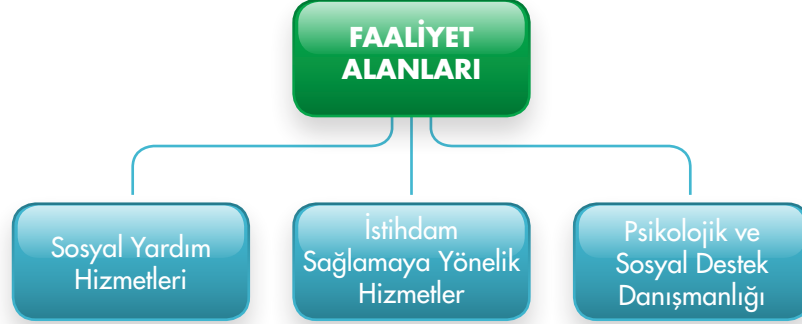 FAALİYET
ALANLARI
Sosyal Yardım
Hizmetleri
İstihdam
Sağlamaya Yönelik
Hizmetler
Psikolojik ve
Sosyal Destek
Danışmanlığı